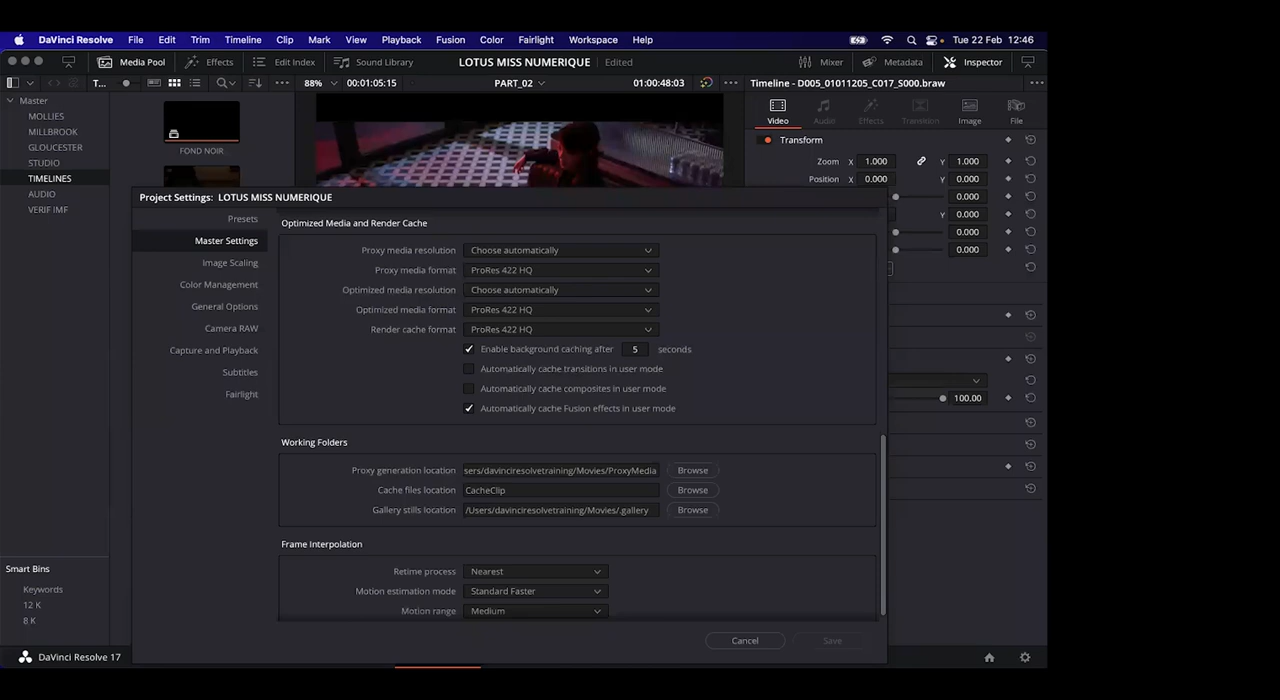 DaVinci Resolve File Edit Trim Timeline Clip Mark View Playback Fusion Color Fairlight Workspace Help Tue 22 Feb 12:46
Media Pool Effects Edit Index Sound Library LOTUS MISS NUMERIQUE Edited Mixer Metadata Inspector
T... 88% 00:01:05:15 PART_02 01:00:48:03 Timeline - D005_01011205_C017_S000.braw
Master
MOLLIES
MILLBROOK
GLOUCESTER
STUDIO
TIMELINES
AUDIO
VERIF IMF
FOND NOIR
Video Audio Effects Transition Image File
Transform
Zoom X 1.000 Y 1.000
Position X 0.000 Y 0.000
0.000
Y 0.000
0.000
0.000
100.00
Project Settings: LOTUS MISS NUMERIQUE
Presets
Master Settings
Image Scaling
Color Management
General Options
Camera RAW
Capture and Playback
Subtitles
Fairlight
Optimized Media and Render Cache
Proxy media resolution Choose automatically
Proxy media format ProRes 422 HQ
Optimized media resolution Choose automatically
Optimized media format ProRes 422 HQ
Render cache format ProRes 422 HQ
Enable background caching after 5 seconds
Automatically cache transitions in user mode
Automatically cache composites in user mode
Automatically cache Fusion effects in user mode
Working Folders
Proxy generation location sers/davinciresolvetraining/Movies/ProxyMedia Browse
Cache files location CacheClip Browse
Gallery stills location /Users/davinciresolvetraining/Movies/.gallery Browse
Frame Interpolation
Retime process Nearest
Motion estimation mode Standard Faster
Motion range Medium
Cancel Save
Smart Bins
Keywords
12 K
8 K
DaVinci Resolve 17